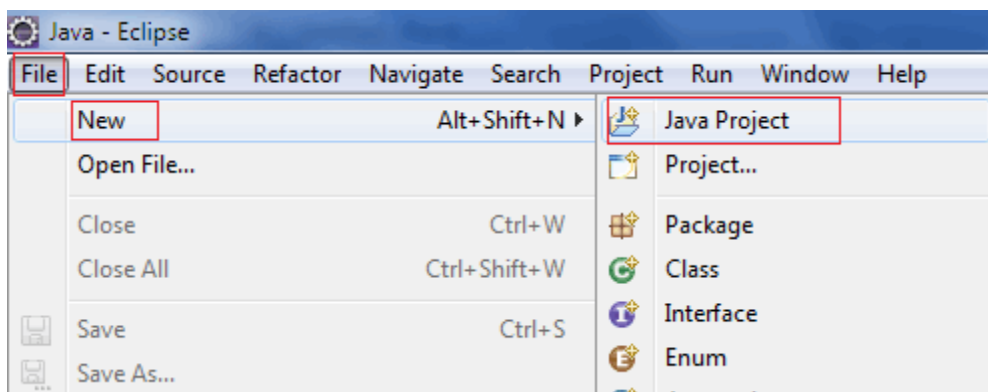 Java - Eclipse
File Edit Source Refactor Navigate Search Project Run Window Help
New Alt+Shift+N Java Project
Open File... Project...
Close Ctrl+W Package
Close All Ctrl+Shift+W Class
Interface
Save Ctrl+S
Enum
Save As...